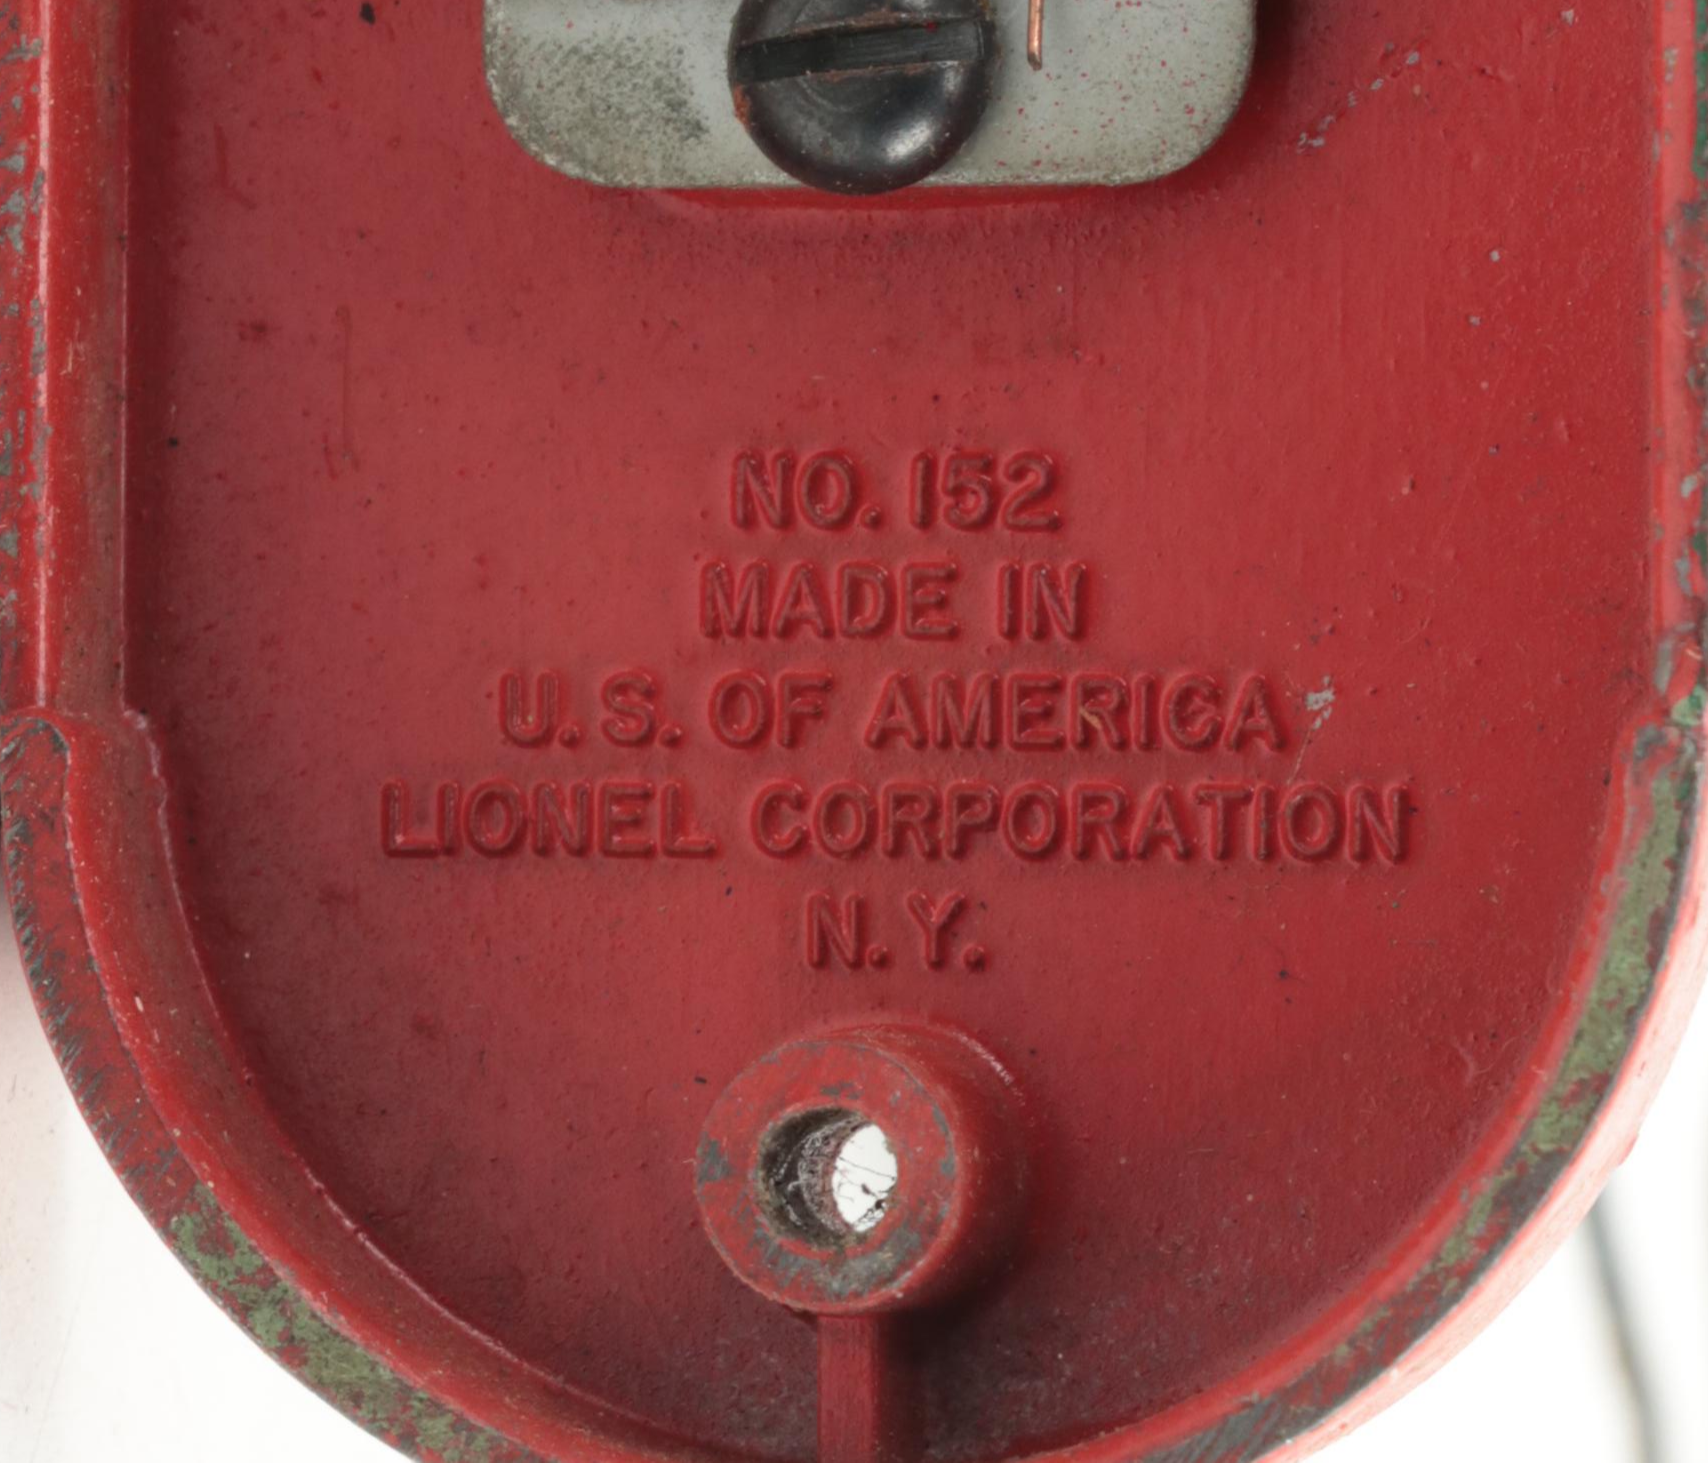 NO. 152
MADE IN
U. S. OF AMERICA
LIONEL CORPORATION
N. Y.